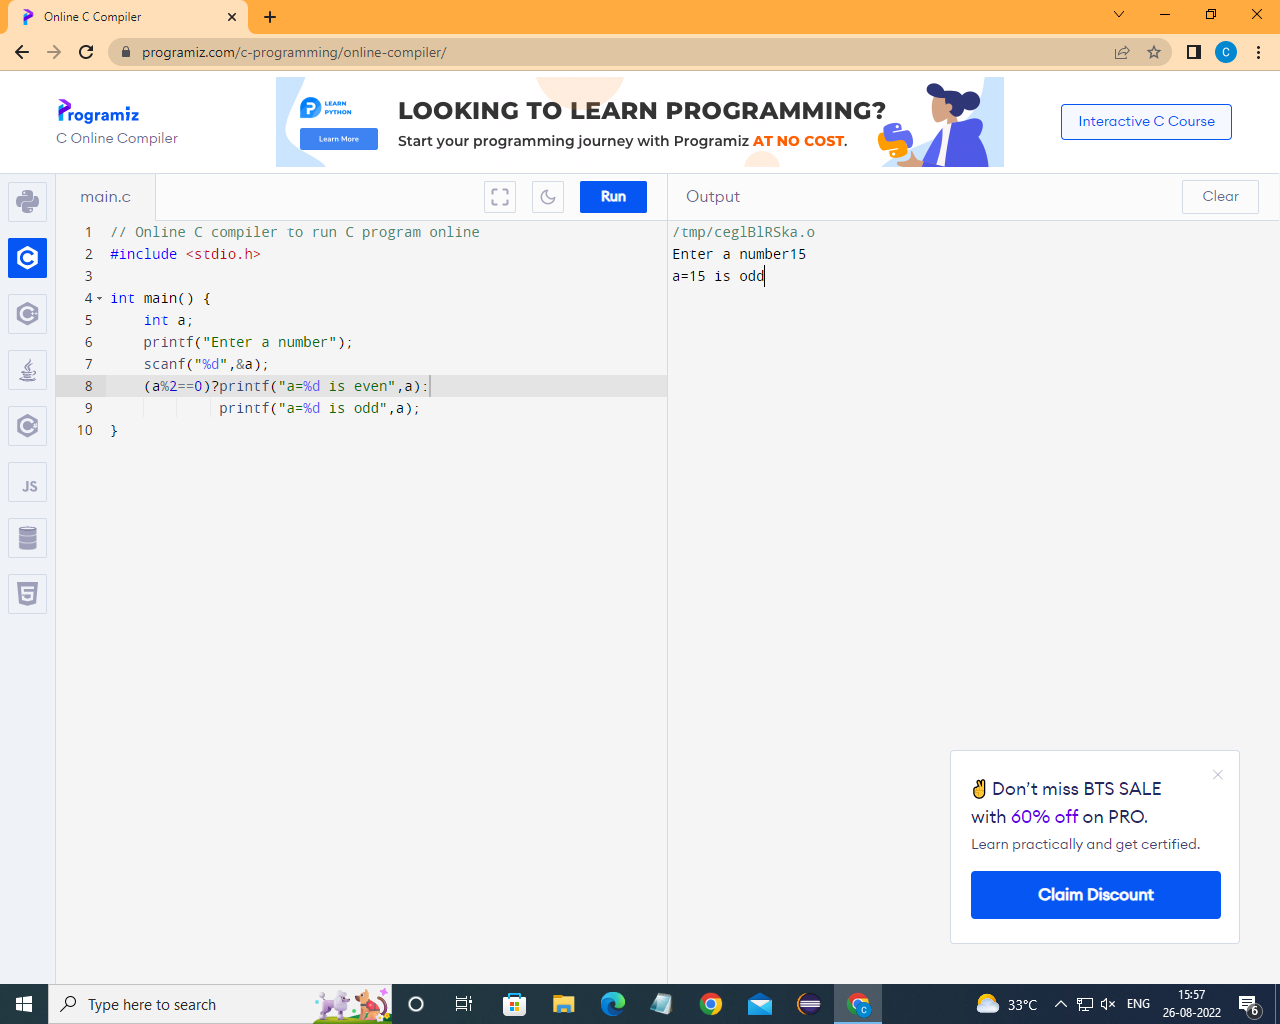 Online C Compiler
programiz.com/c-programming/online-compiler/
C
Programiz
C Online Compiler
LEARN
PYTHON
Learn More
LOOKING TO LEARN PROGRAMMING?
Start your programming journey with Programiz AT NO COST.
Interactive C Course
main.c
Run
Output
Clear
1 // Online C compiler to run C program online
2 #include <stdio.h>
3
4 int main() {
5 int a;
6 printf("Enter a number");
7 scanf("%d",&a);
8 (a%2==0)?printf("a=%d is even",a):
9 printf("a=%d is odd",a);
10 }
/tmp/ceglBlRSka.o
Enter a number15
a=15 is odd
JS
Don't miss BTS SALE
with 60% off on PRO.
Learn practically and get certified.
Claim Discount
Type here to search
33°C
ENG
15:57
26-08-2022
6